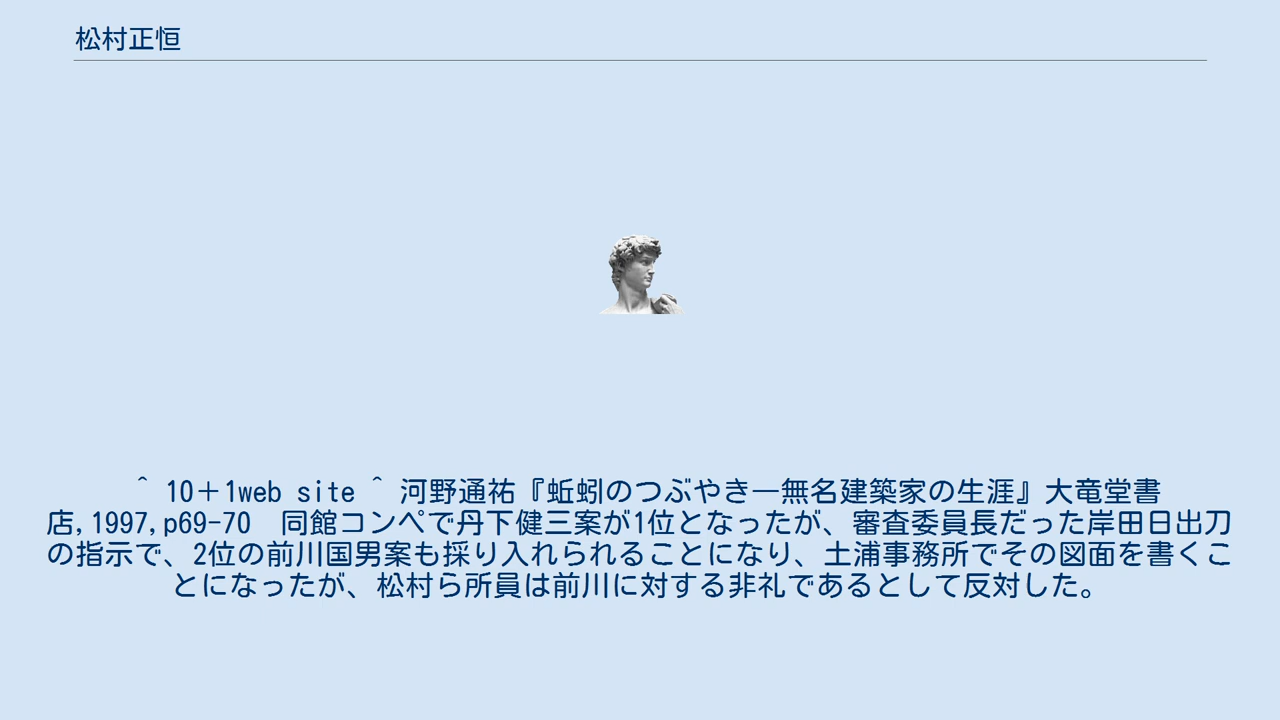 松村正恒
^ 10＋1web site ^ 河野通祐『蚯蚓のつぶやき―無名建築家の生涯』大竜堂書
店,1997,p69-70　同館コンペで丹下健三案が1位となったが、審査委員長だった岸田日出刀
の指示で、2位の前川国男案も採り入れられることになり、土浦事務所でその図面を書くこ
とになったが、松村ら所員は前川に対する非礼であるとして反対した。